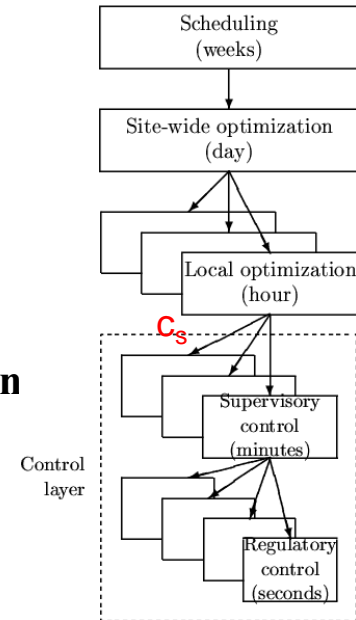 Scheduling
(weeks)
Site-wide optimization
(day)
Local optimization
(hour)
cs
n
Supervisory
control
(minutes)
Control
layer
Regulatory
control
(seconds)